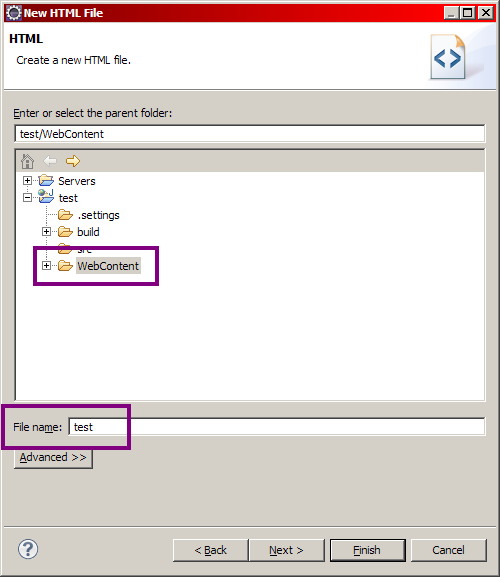 New HTML File
HTML
Create a new HTML file.
Enter or select the parent folder:
test/WebContent
Servers
test
.settings
build
src
WebContent
File name: test
Advanced >>
? < Back Next > Finish Cancel